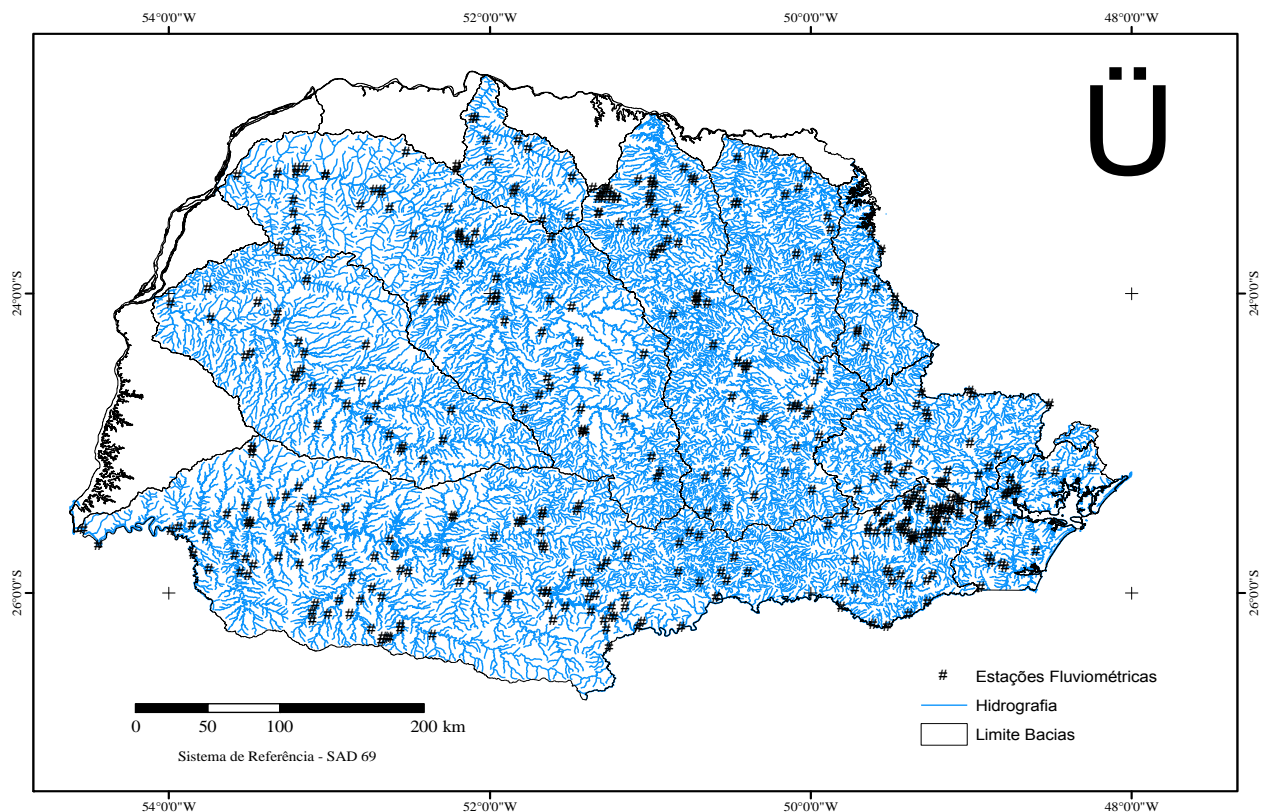 54°0'0"W 52°0'0"W 50°0'0"W 48°0'0"W
Ü
24°0'0"S 24°0'0"S
26°0'0"S 26°0'0"S
# Estações Fluviométricas
Hidrografia
Limite Bacias
0 50 100 200 km
Sistema de Referência - SAD 69
54°0'0"W 52°0'0"W 50°0'0"W 48°0'0"W